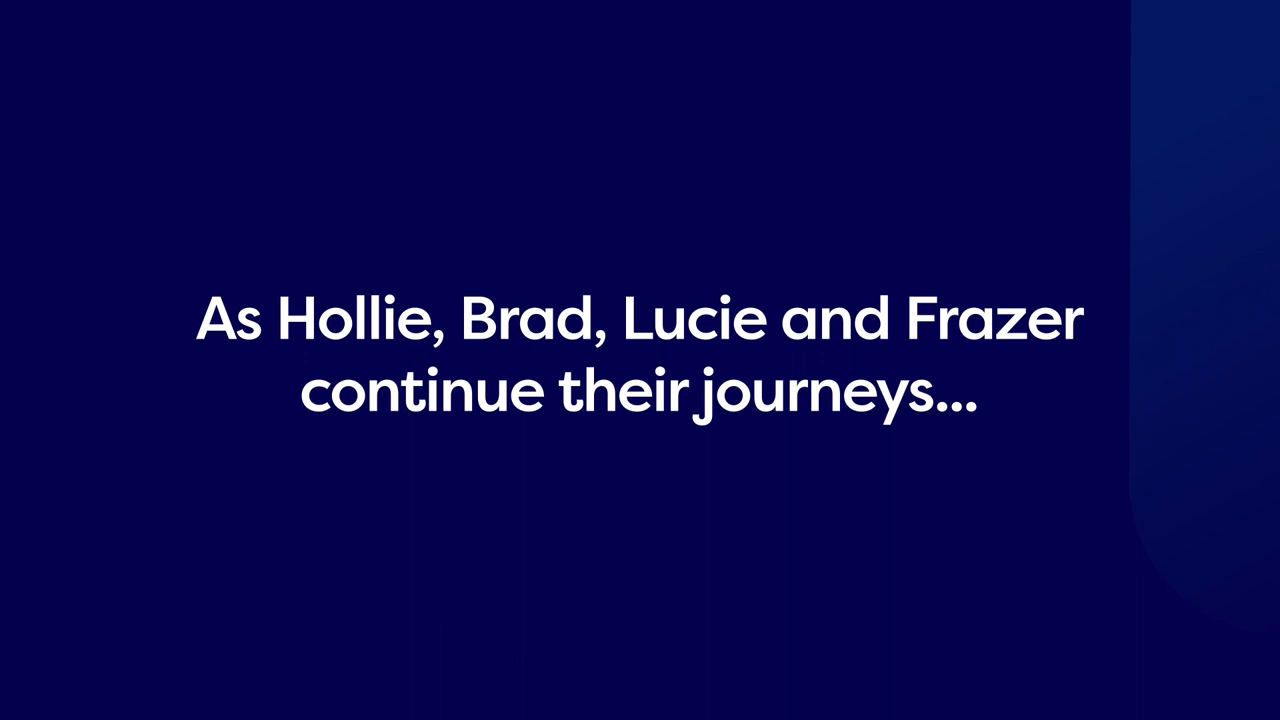 As Hollie, Brad, Lucie and Frazer
continue their journeys...